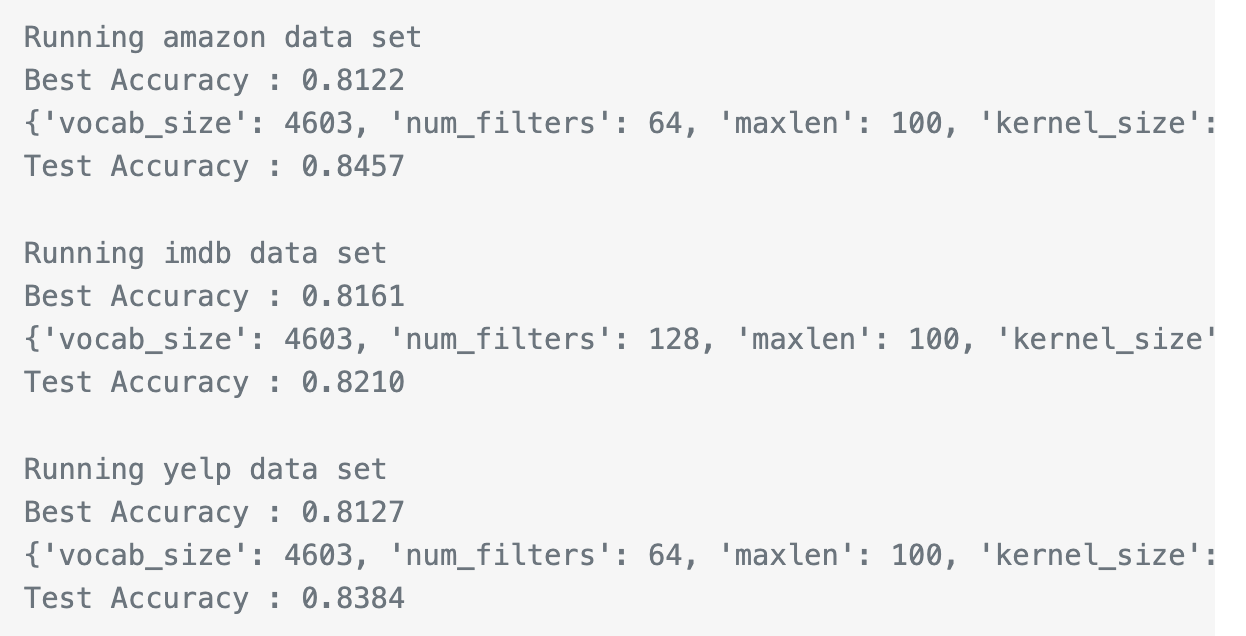 Running amazon data set
Best Accuracy : 0.8122
{'vocab_size': 4603, 'num_filters': 64, 'maxlen': 100, 'kernel_size':
Test Accuracy : 0.8457
Running imdb data set
Best Accuracy : 0.8161
{'vocab_size': 4603, 'num_filters': 128, 'maxlen': 100, 'kernel_size'
Test Accuracy : 0.8210
Running yelp data set
Best Accuracy : 0.8127
{'vocab_size': 4603, 'num_filters': 64, 'maxlen': 100, 'kernel_size':
Test Accuracy : 0.8384